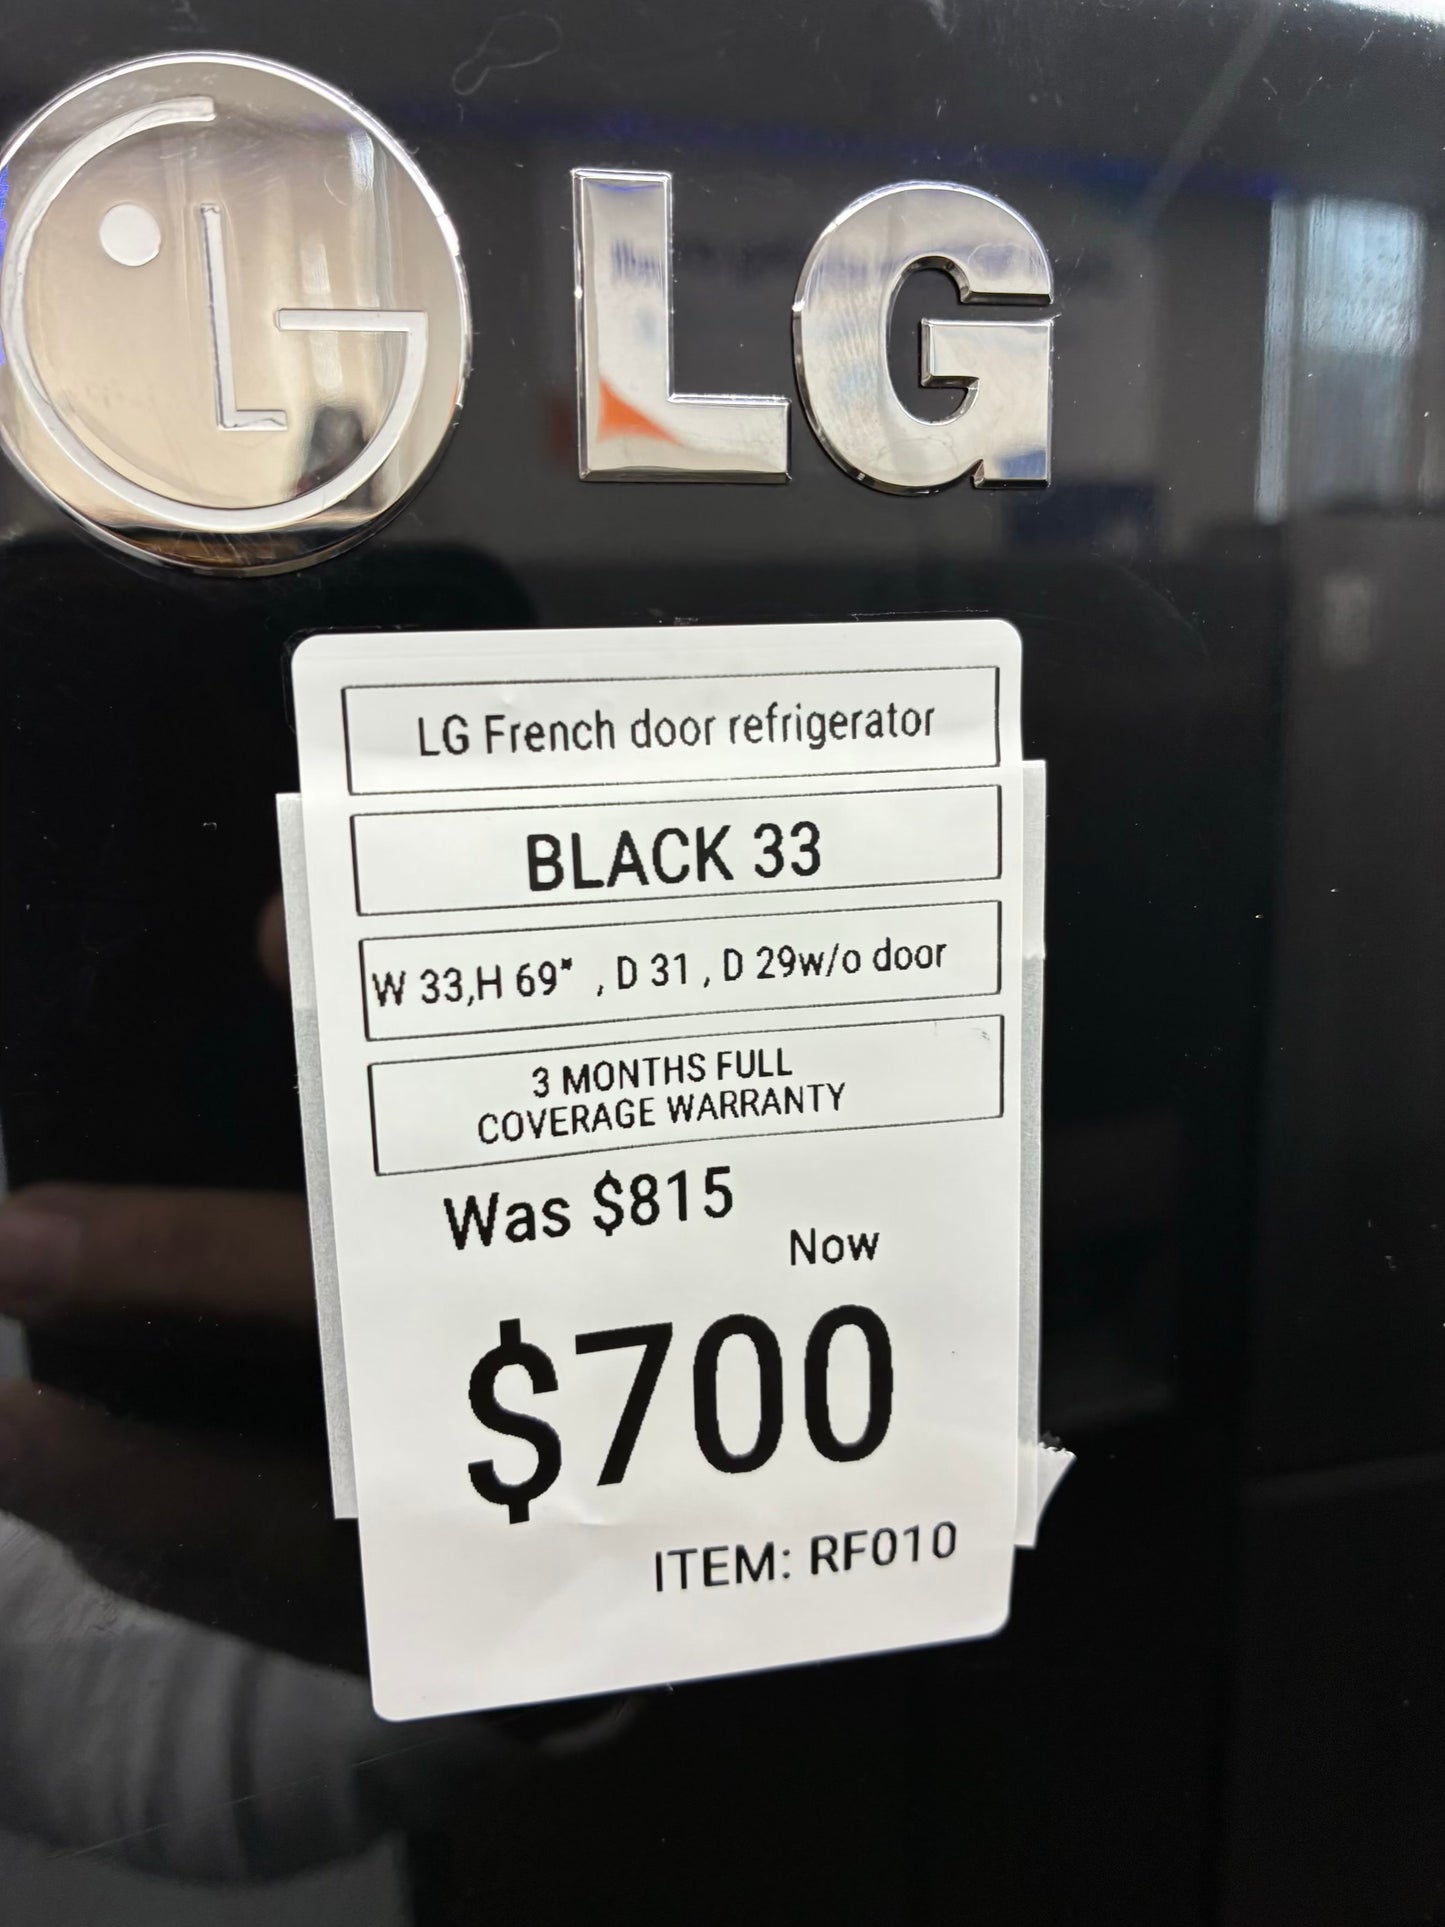 LG
LG French door refrigerator
BLACK 33
W 33,H 69" , D 31 , D 29w/o door
3 MONTHS FULL
COVERAGE WARRANTY
Was $815
Now
$700
ITEM: RF010